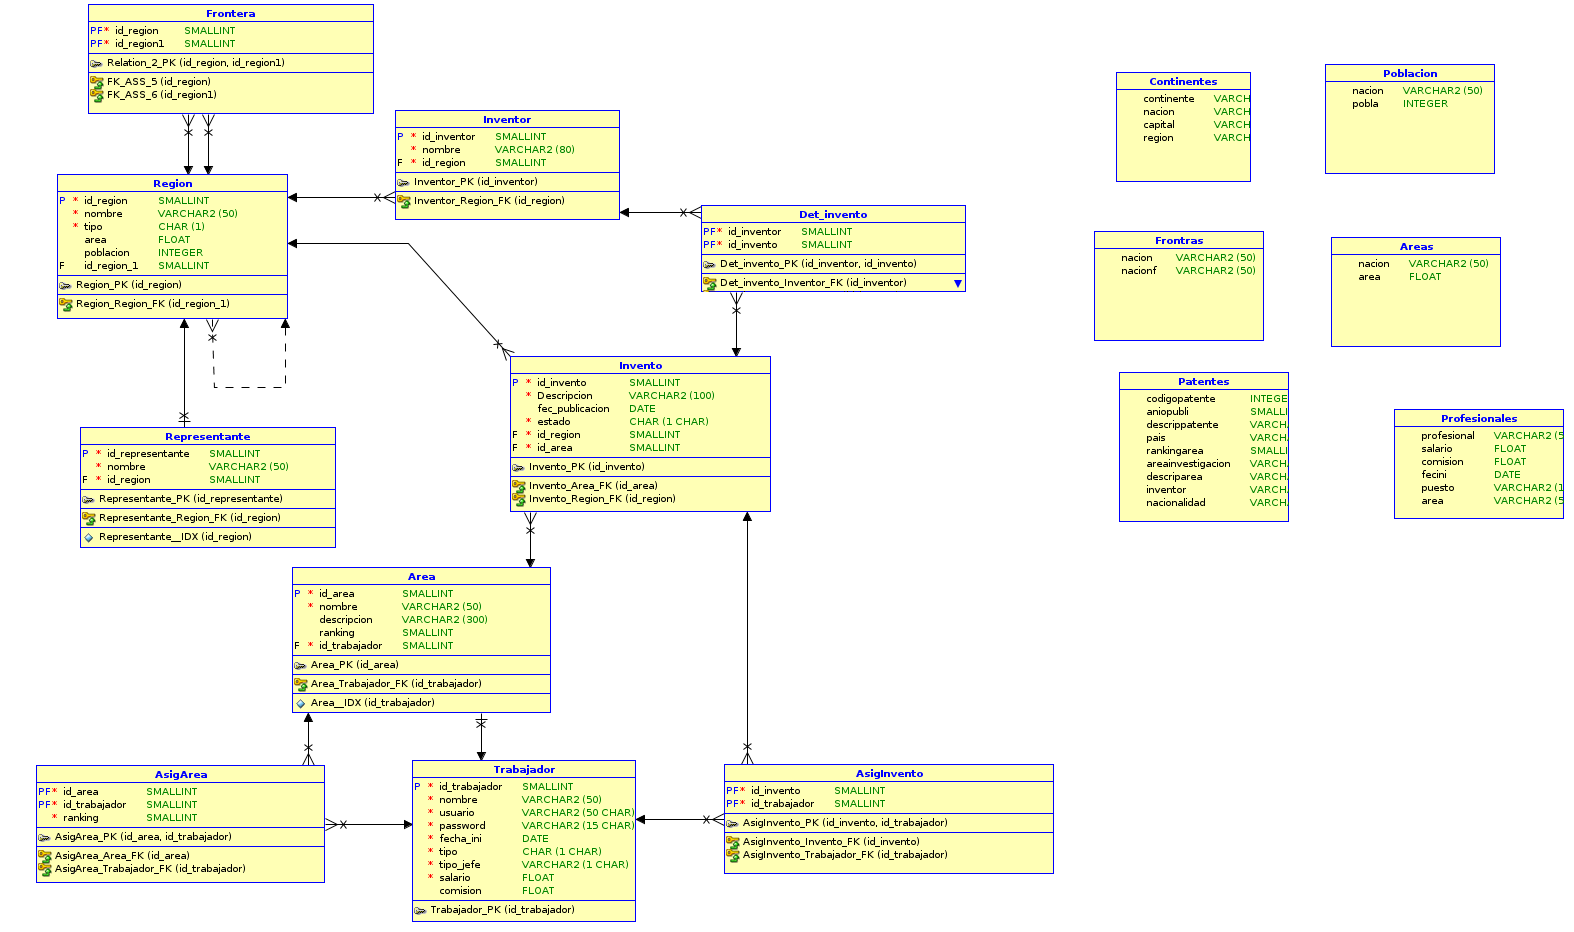 Frontera
PF* id_region SMALLINT
PF* id_region1 SMALLINT
Relation_2_PK (id_region, id_region1)
FK_ASS_5 (id_region)
FK_ASS_6 (id_region1)
Region
P * id_region SMALLINT
* nombre VARCHAR2 (50)
* tipo CHAR (1)
area FLOAT
poblacion INTEGER
F id_region_1 SMALLINT
Region_PK (id_region)
Region_Region_FK (id_region_1)
Inventor
P * id_inventor SMALLINT
* nombre VARCHAR2 (80)
F * id_region SMALLINT
Inventor_PK (id_inventor)
Inventor_Region_FK (id_region)
Det_invento
PF* id_inventor SMALLINT
PF* id_invento SMALLINT
Det_invento_PK (id_inventor, id_invento)
Det_invento_Inventor_FK (id_inventor)
Invento
P * id_invento SMALLINT
* Descripcion VARCHAR2 (100)
fec_publicacion DATE
* estado CHAR (1 CHAR)
F * id_region SMALLINT
F * id_area SMALLINT
Invento_PK (id_invento)
Invento_Area_FK (id_area)
Invento_Region_FK (id_region)
Representante
P * id_representante SMALLINT
* nombre VARCHAR2 (50)
F * id_region SMALLINT
Representante_PK (id_representante)
Representante_Region_FK (id_region)
Representante__IDX (id_region)
Area
P * id_area SMALLINT
* nombre VARCHAR2 (50)
descripcion VARCHAR2 (300)
ranking SMALLINT
F * id_trabajador SMALLINT
Area_PK (id_area)
Area_Trabajador_FK (id_trabajador)
Area__IDX (id_trabajador)
AsigArea
PF* id_area SMALLINT
PF* id_trabajador SMALLINT
* ranking SMALLINT
AsigArea_PK (id_area, id_trabajador)
AsigArea_Area_FK (id_area)
AsigArea_Trabajador_FK (id_trabajador)
Trabajador
P * id_trabajador SMALLINT
* nombre VARCHAR2 (50)
* usuario VARCHAR2 (50 CHAR)
* password VARCHAR2 (15 CHAR)
* fecha_ini DATE
* tipo CHAR (1 CHAR)
* tipo_jefe VARCHAR2 (1 CHAR)
* salario FLOAT
comision FLOAT
Trabajador_PK (id_trabajador)
AsigInvento
PF* id_invento SMALLINT
PF* id_trabajador SMALLINT
AsigInvento_PK (id_invento, id_trabajador)
AsigInvento_Invento_FK (id_invento)
AsigInvento_Trabajador_FK (id_trabajador)
Continentes
continente VARCH
nacion VARCH
capital VARCH
region VARCH
Poblacion
nacion VARCHAR2 (50)
pobla INTEGER
Frontras
nacion VARCHAR2 (50)
nacionf VARCHAR2 (50)
Areas
nacion VARCHAR2 (50)
area FLOAT
Patentes
codigopatente INTEGE
aniopubli SMALLI
descrippatente VARCH
pais VARCH
rankingarea SMALLI
areainvestigacion VARCH
descriparea VARCH
inventor VARCH
nacionalidad VARCH
Profesionales
profesional VARCHAR2 (5
salario FLOAT
comision FLOAT
fecini DATE
puesto VARCHAR2 (1
area VARCHAR2 (5